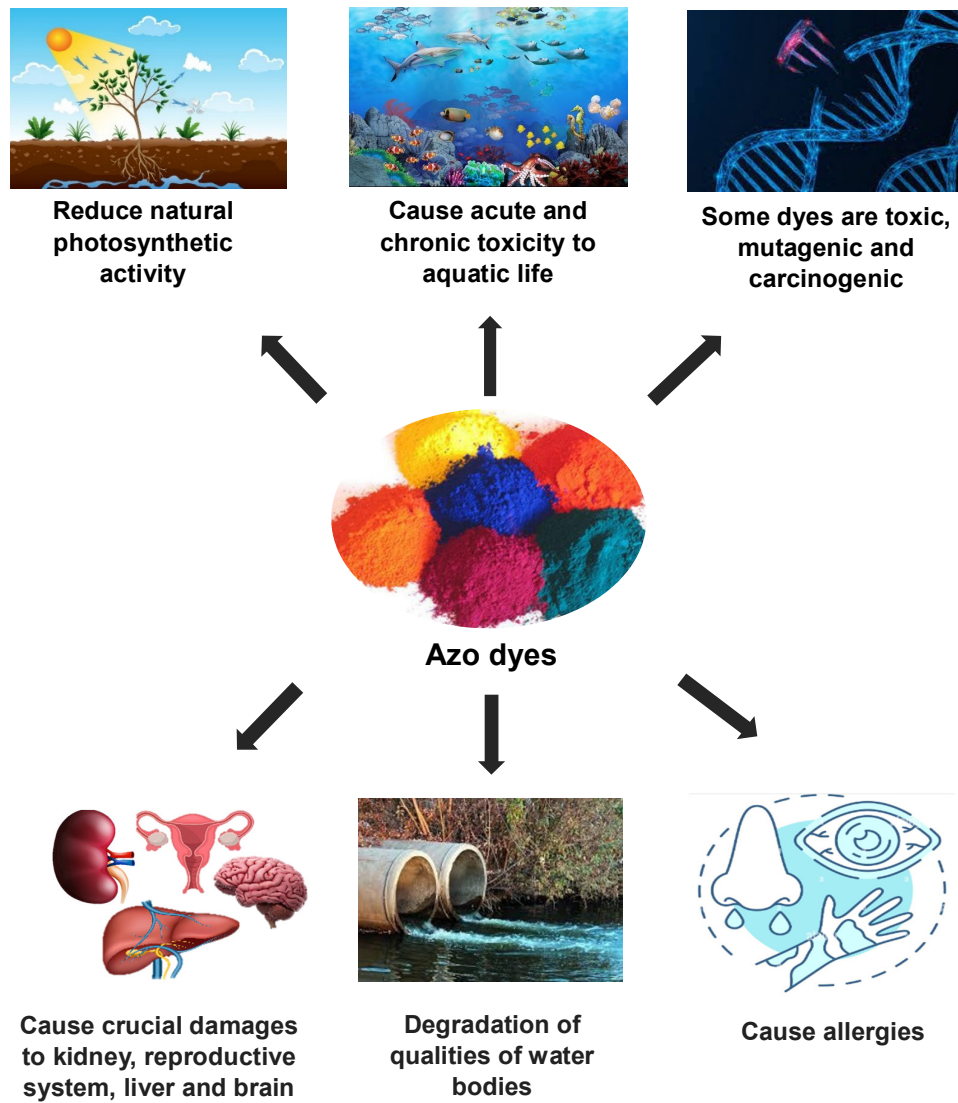 Reduce natural
photosynthetic
activity
Cause acute and
chronic toxicity to
aquatic life
Some dyes are toxic,
mutagenic and
carcinogenic
Azo dyes
Cause crucial damages
to kidney, reproductive
system, liver and brain
Degradation of
qualities of water
bodies
Cause allergies